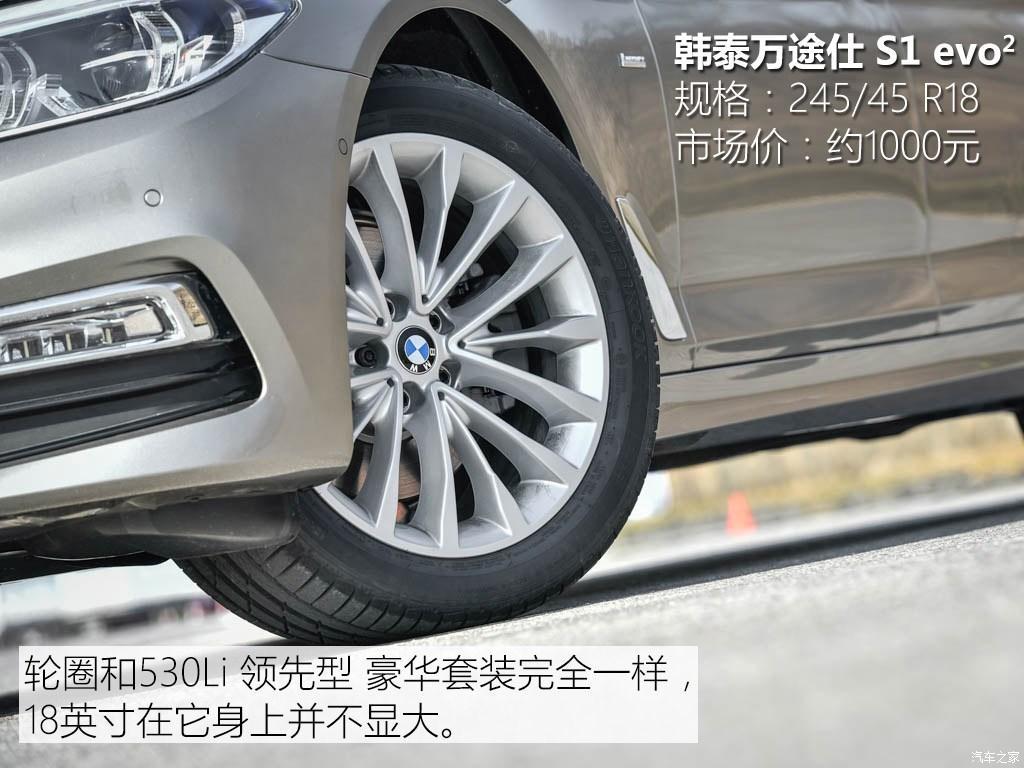 韩泰万途仕 S1 evo²
规格：245/45 R18
市场价：约1000元
HANKOOK
BMW
轮圈和530Li 领先型 豪华套装完全一样，
18英寸在它身上并不显大。
汽车之家